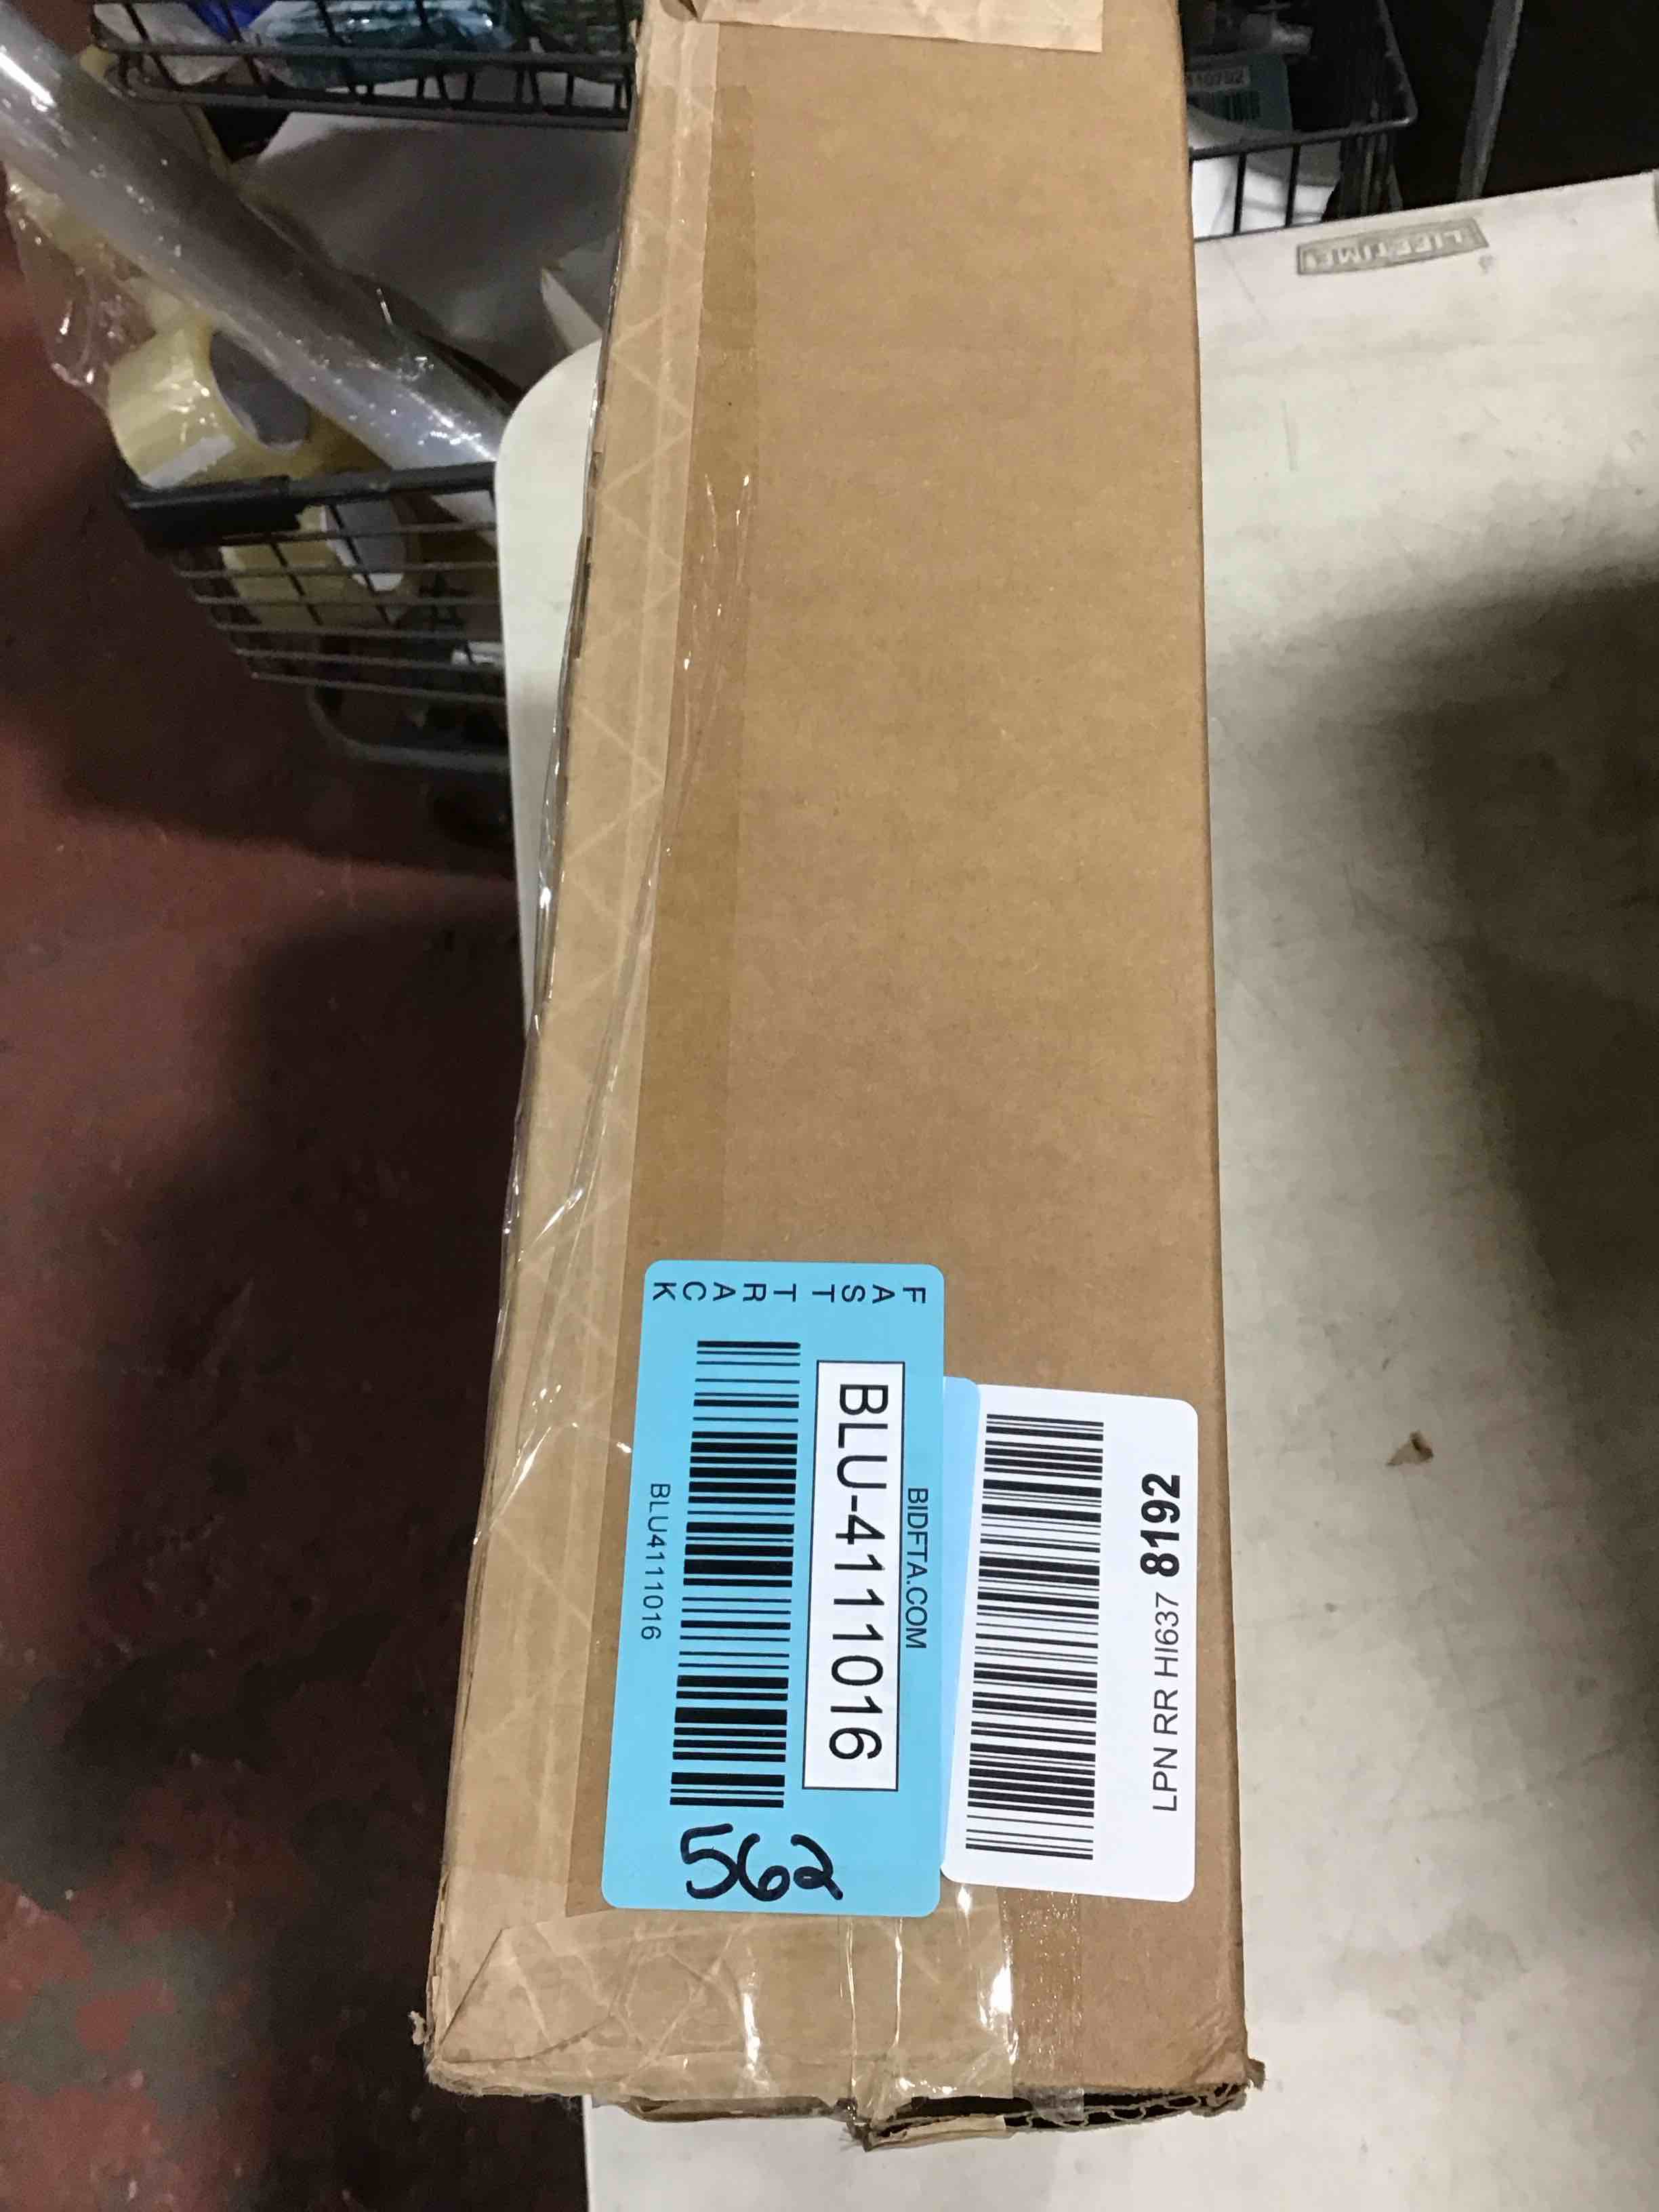 FAST TRACK
BIDFTA.COM
BLU-4111016
BLU4111016
562
LPN RR HI637 8192
LIFETIME